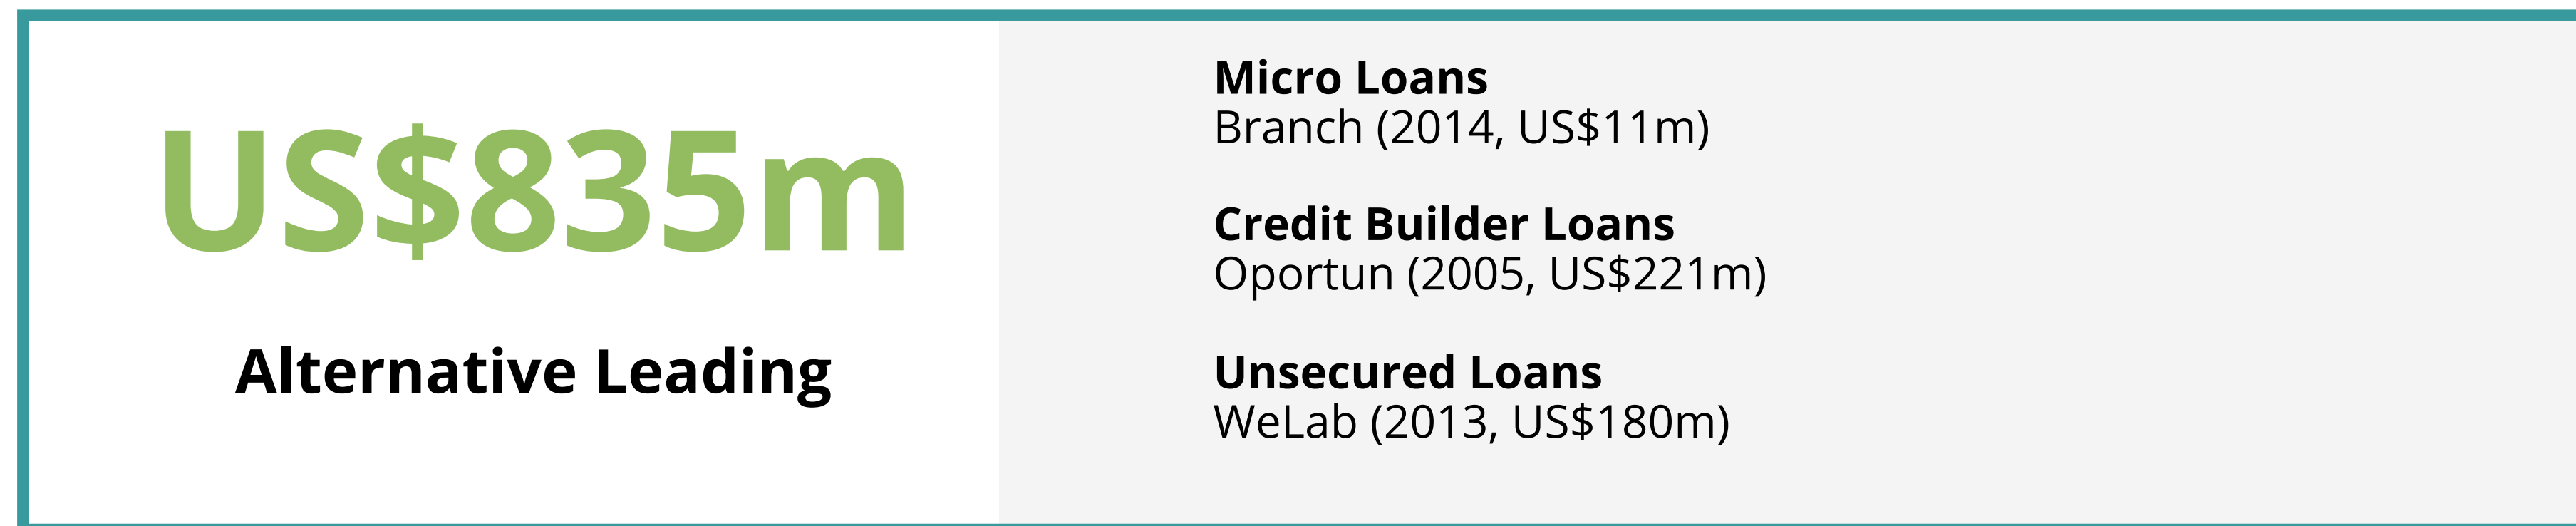 US$835m
Alternative Leading
Micro Loans
Branch (2014, US$11m)
Credit Builder Loans
Oportun (2005, US$221m)
Unsecured Loans
WeLab (2013, US$180m)